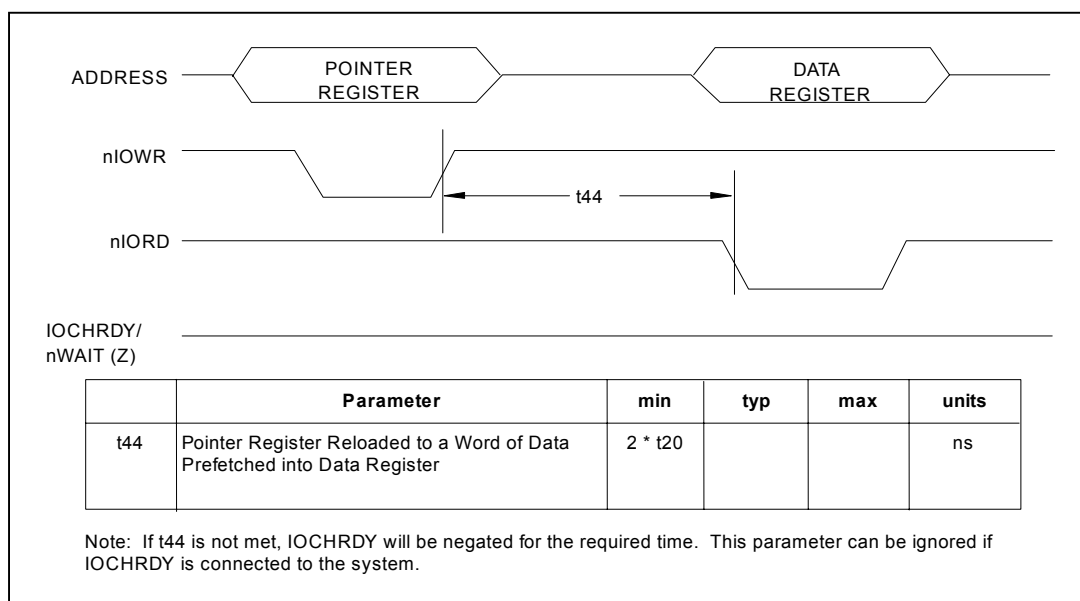 ADDRESS
POINTER
REGISTER
DATA
REGISTER
nIOWR
t44
nIORD
IOCHRDY/
nWAIT (Z)
Parameter min typ max units
t44 Pointer Register Reloaded to a Word of Data 2 * t20 ns
Prefetched into Data Register
Note: If t44 is not met, IOCHRDY will be negated for the required time. This parameter can be ignored if
IOCHRDY is connected to the system.